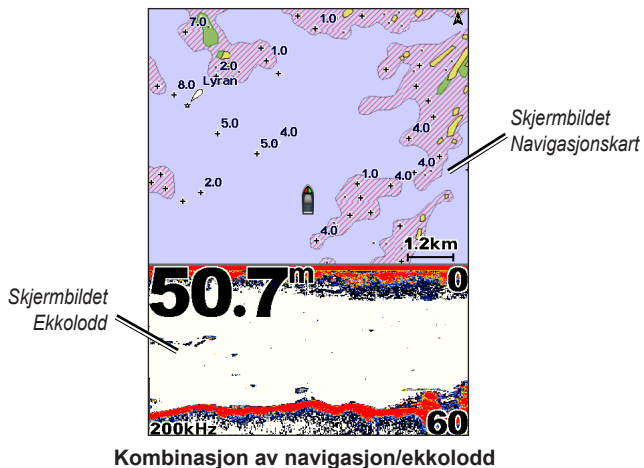 7.0
1.0
1.0
2.0
Lyran
8.0
4.0
5.0
4.0
5.0
4.0
1.0
4.0
4.0
2.0
4.0
1.2km
Skjermbildet
Navigasjonskart
50.7m
0
Skjermbildet
Ekkolodd
200kHz
60
Kombinasjon av navigasjon/ekkolodd